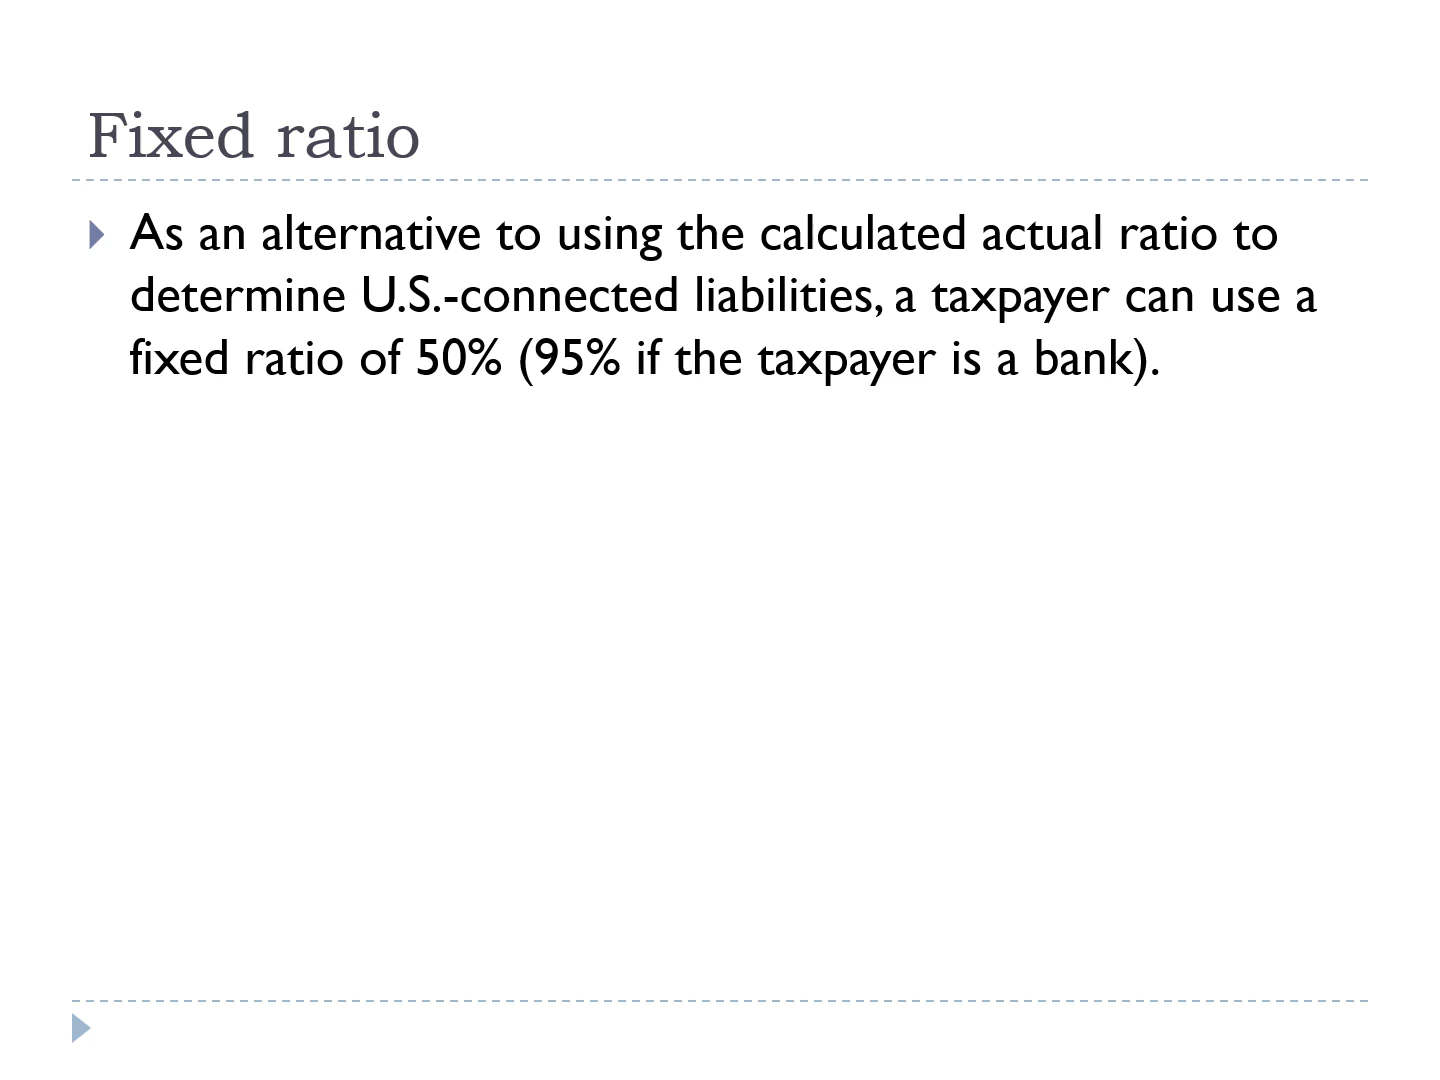 Fixed ratio
As an alternative to using the calculated actual ratio to
determine U.S.-connected liabilities, a taxpayer can use a
fixed ratio of 50% (95% if the taxpayer is a bank).